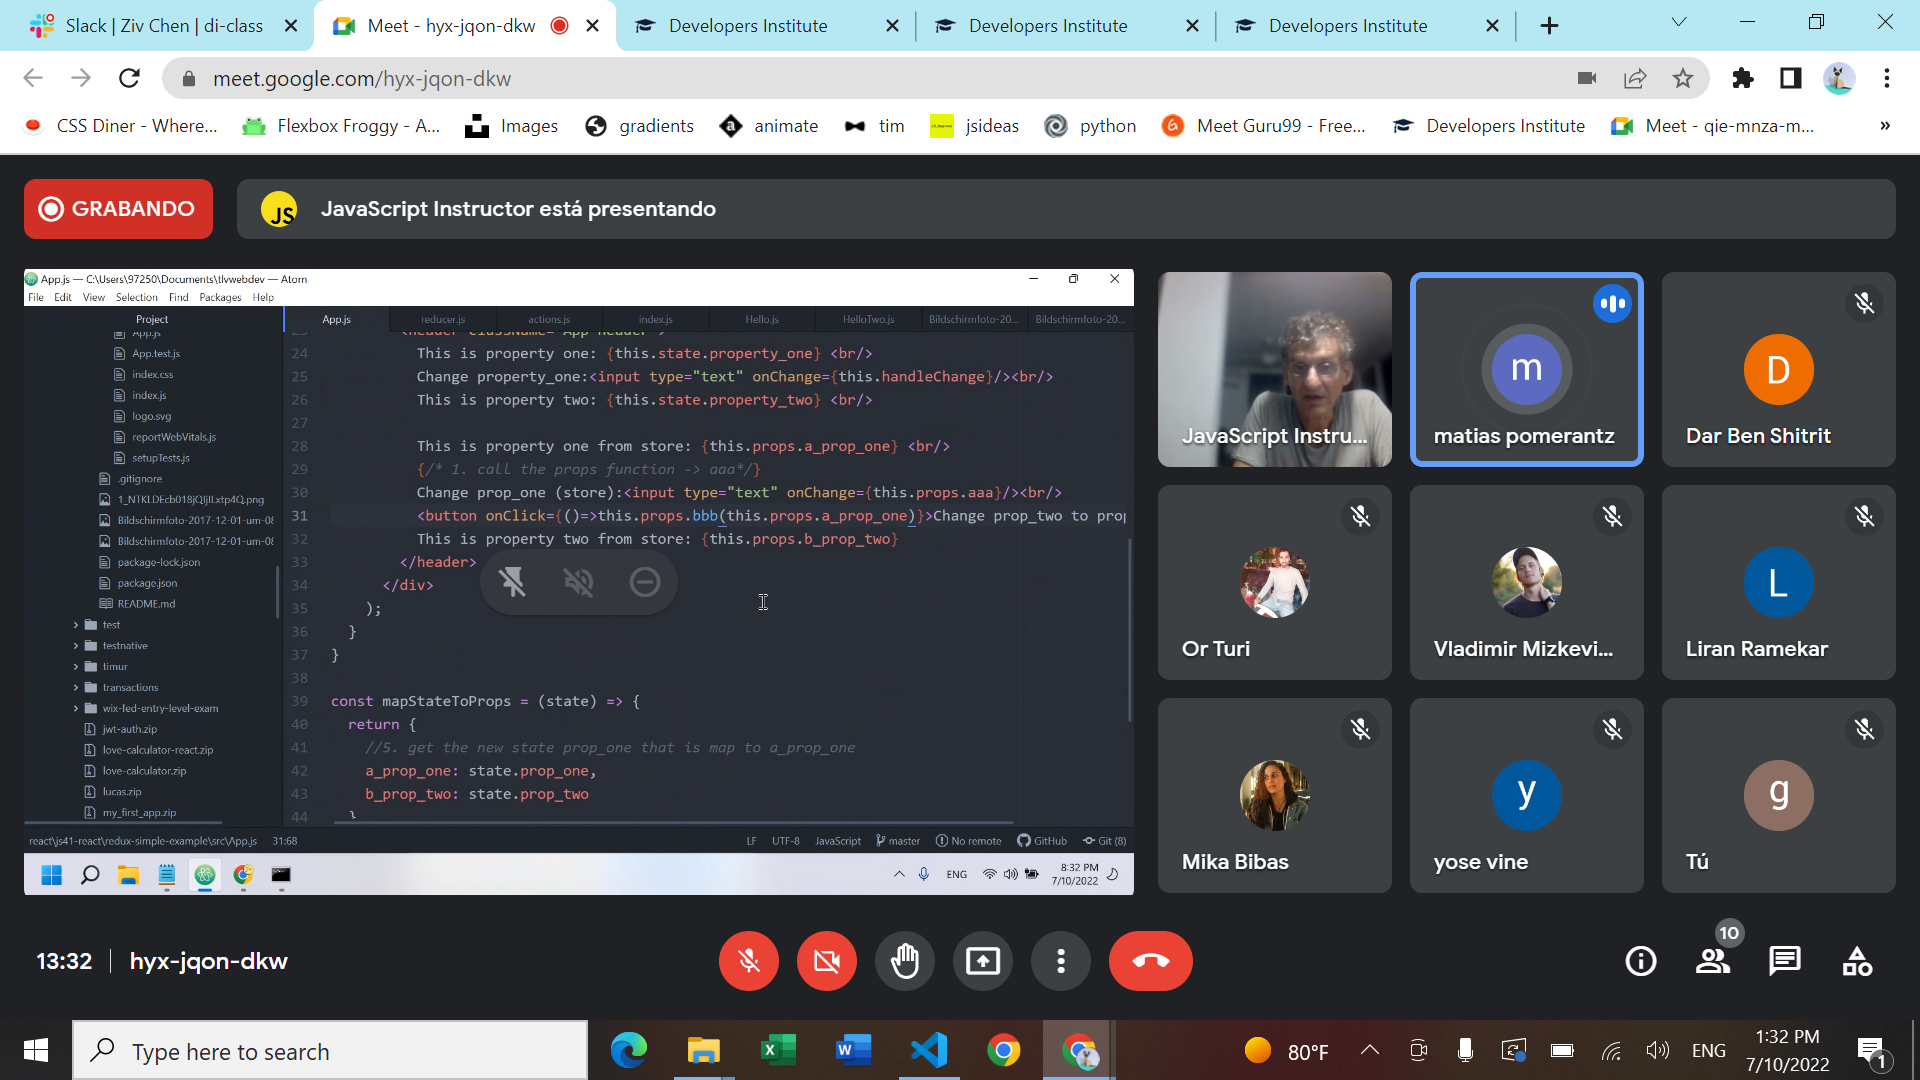 Slack | Ziv Chen | di-class
Meet - hyx-jqon-dkw
Developers Institute
Developers Institute
Developers Institute
meet.google.com/hyx-jqon-dkw
CSS Diner - Where...
Flexbox Froggy - A...
Images
gradients
animate
tim
jsideas
python
Meet Guru99 - Free...
Developers Institute
Meet - qie-mnza-m...
»
GRABANDO
JS
JavaScript Instructor está presentando
App.js — C:\Users\97250\Documents\tlvwebdev — Atom
File Edit View Selection Find Packages Help
Project
App.js
reducer.js
actions.js
index.js
Hello.js
HelloTwo.js
Bildschirmfoto-20...
Bildschirmfoto-20...
App.js
App.test.js
index.css
index.js
logo.svg
reportWebVitals.js
setupTests.js
.gitignore
1_NTKLDEcb018jQljlLxtp4Q.png
Bildschirmfoto-2017-12-01-um-08
Bildschirmfoto-2017-12-01-um-08
package-lock.json
package.json
README.md
test
testnative
timur
transactions
wix-fed-entry-level-exam
jwt-auth.zip
love-calculator-react.zip
love-calculator.zip
lucas.zip
my_first_app.zip
23 <header className="App-header">
24 This is property one: {this.state.property_one} <br/>
25 Change property_one:<input type="text" onChange={this.handleChange}/><br/>
26 This is property two: {this.state.property_two} <br/>
27
28 This is property one from store: {this.props.a_prop_one} <br/>
29 {/* 1. call the props function -> aaa*/}
30 Change prop_one (store):<input type="text" onChange={this.props.aaa}/><br/>
31 <button onClick={()=>this.props.bbb(this.props.a_prop_one)}>Change prop_two to prop
32 This is property two from store: {this.props.b_prop_two}
33 </header>
34 </div>
35 );
36 }
37 }
38
39 const mapStateToProps = (state) => {
40 return {
41 //5. get the new state prop_one that is map to a_prop_one
42 a_prop_one: state.prop_one,
43 b_prop_two: state.prop_two
44 }
react\js41-react\redux-simple-example\src\App.js 31:68
LF UTF-8 JavaScript master No remote GitHub Git (8)
ENG
8:32 PM
7/10/2022
JavaScript Instru...
m
matias pomerantz
D
Dar Ben Shitrit
Or Turi
Vladimir Mizkevi...
L
Liran Ramekar
Mika Bibas
y
yose vine
g
Tú
13:32 | hyx-jqon-dkw
10
Type here to search
80°F
ENG
1:32 PM
7/10/2022
1